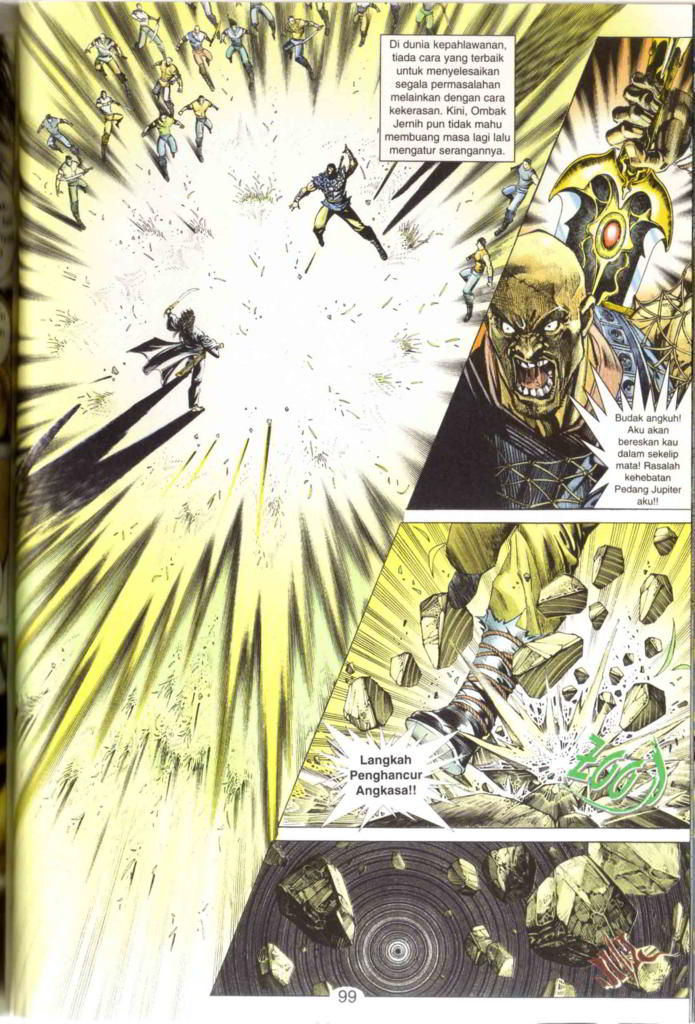 Di dunia kepahlawanan,
tiada cara yang terbaik
untuk menyelesaikan
segala permasalahan
melainkan dengan cara
kekerasan. Kini, Ombak
Jernih pun tidak mahu
membuang masa lagi lalu
mengatur serangannya.
Budak angkuh!
Aku akan
bereskan kau
dalam sekelip
mata! Rasalah
kehebatan
Pedang Jupiter
aku!!
Langkah
Penghancur
Angkasa!!
99